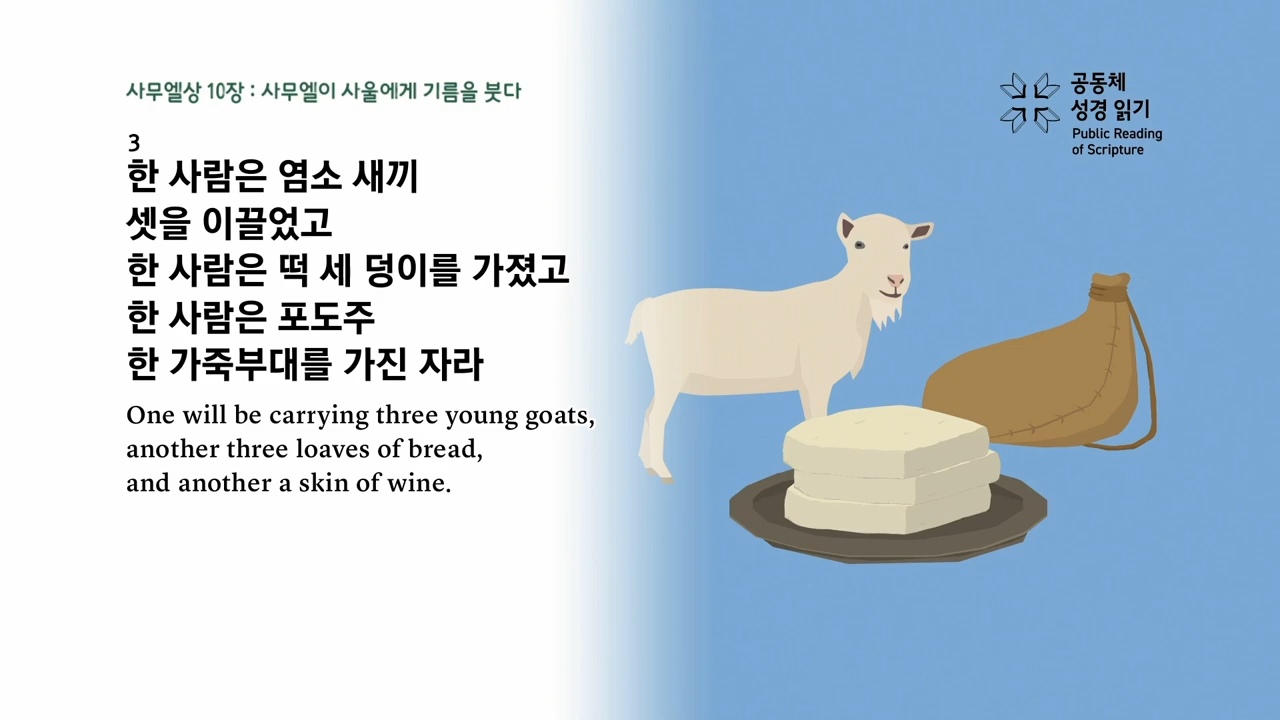 사무엘상 10장 : 사무엘이 사울에게 기름을 붓다
3
한 사람은 염소 새끼
셋을 이끌었고
한 사람은 떡 세 덩이를 가졌고
한 사람은 포도주
한 가죽부대를 가진 자라
One will be carrying three young goats,
another three loaves of bread,
and another a skin of wine.
공동체
성경 읽기
Public Reading
of Scripture